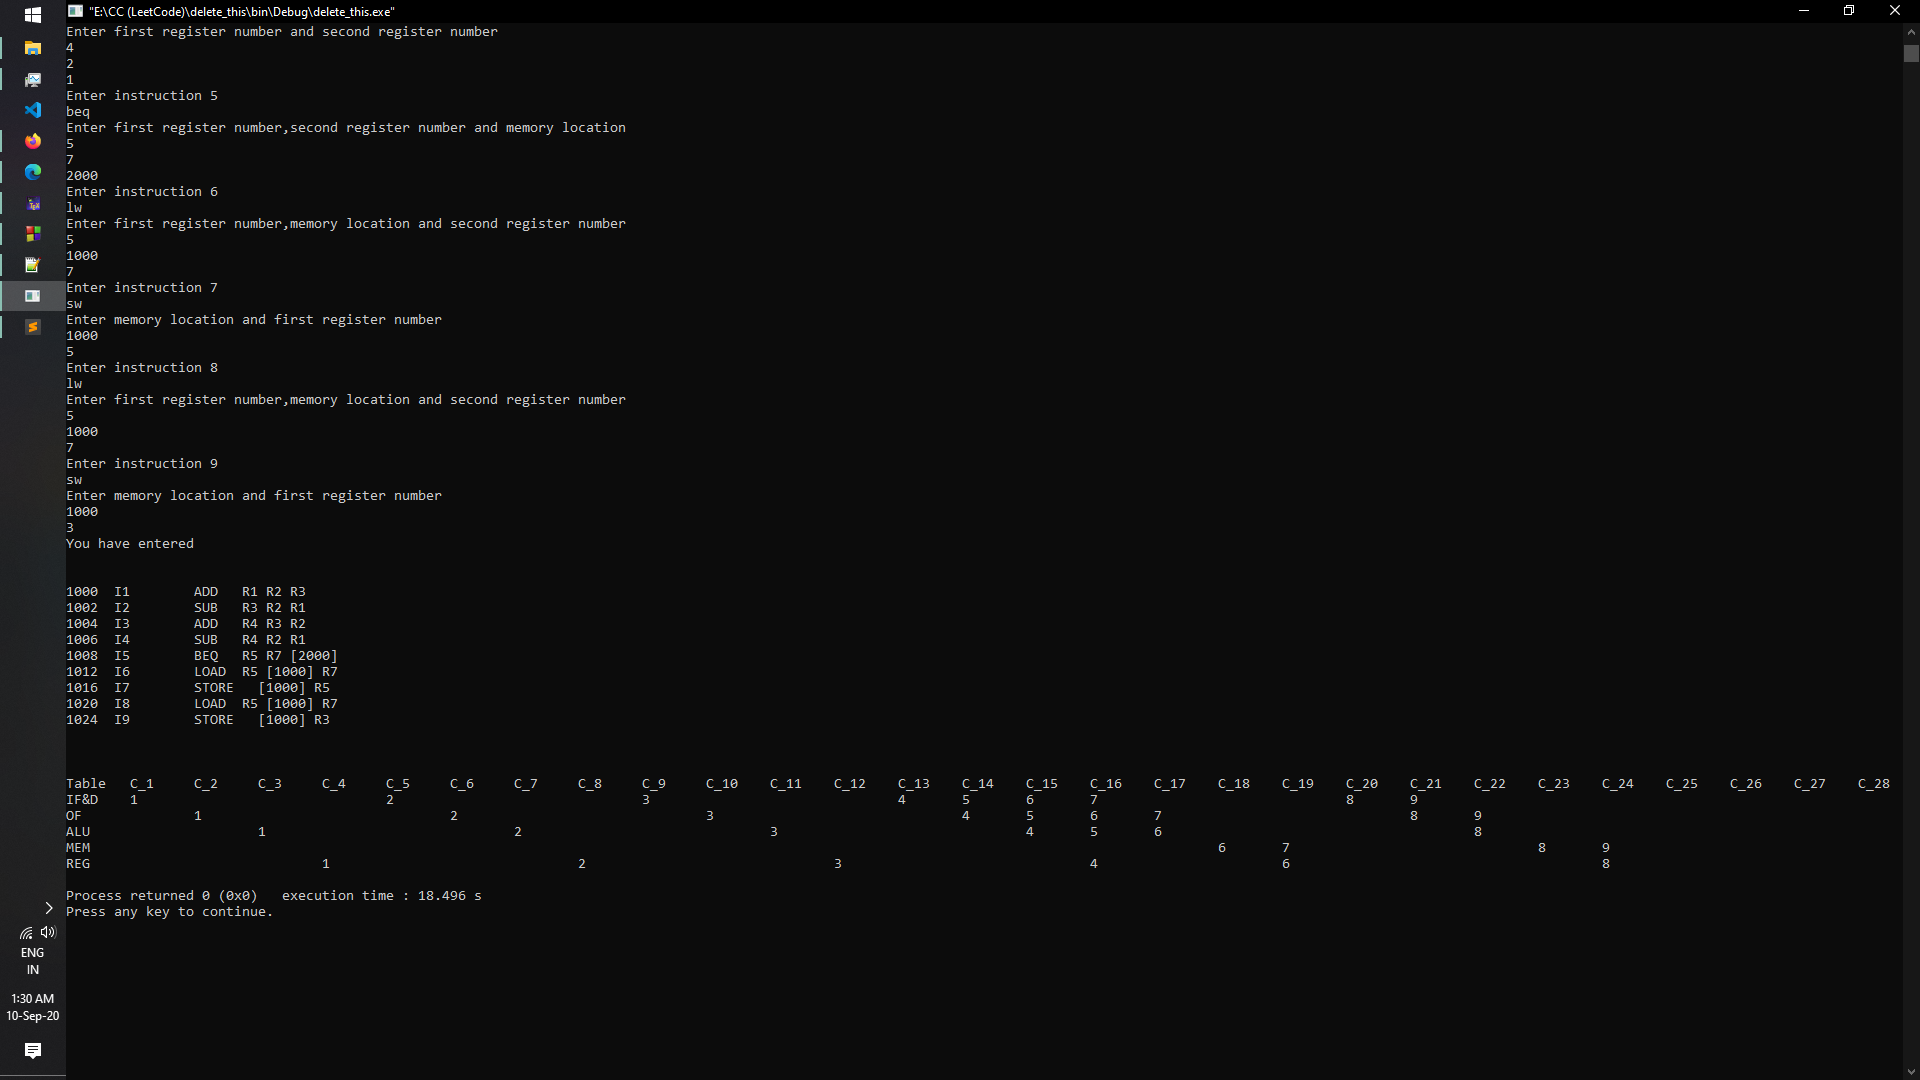 "E:\CC (LeetCode)\delete_this\bin\Debug\delete_this.exe"
Enter first register number and second register number
4
2
1
Enter instruction 5
beq
Enter first register number,second register number and memory location
5
7
2000
Enter instruction 6
lw
Enter first register number,memory location and second register number
5
1000
7
Enter instruction 7
sw
Enter memory location and first register number
1000
5
Enter instruction 8
lw
Enter first register number,memory location and second register number
5
1000
7
Enter instruction 9
sw
Enter memory location and first register number
1000
3
You have entered
1000 I1 ADD R1 R2 R3
1002 I2 SUB R3 R2 R1
1004 I3 ADD R4 R3 R2
1006 I4 SUB R4 R2 R1
1008 I5 BEQ R5 R7 [2000]
1012 I6 LOAD R5 [1000] R7
1016 I7 STORE [1000] R5
1020 I8 LOAD R5 [1000] R7
1024 I9 STORE [1000] R3
Table C_1 C_2 C_3 C_4 C_5 C_6 C_7 C_8 C_9 C_10 C_11 C_12 C_13 C_14 C_15 C_16 C_17 C_18 C_19 C_20 C_21 C_22 C_23 C_24 C_25 C_26 C_27 C_28
IF&D 1 2 3 4 5 6 7 8 9
OF 1 2 3 4 5 6 7 8 9
ALU 1 2 3 4 5 6 8
MEM 6 7 8 9
REG 1 2 3 4 6 8
Process returned 0 (0x0) execution time : 18.496 s
Press any key to continue.
ENG
IN
1:30 AM
10-Sep-20